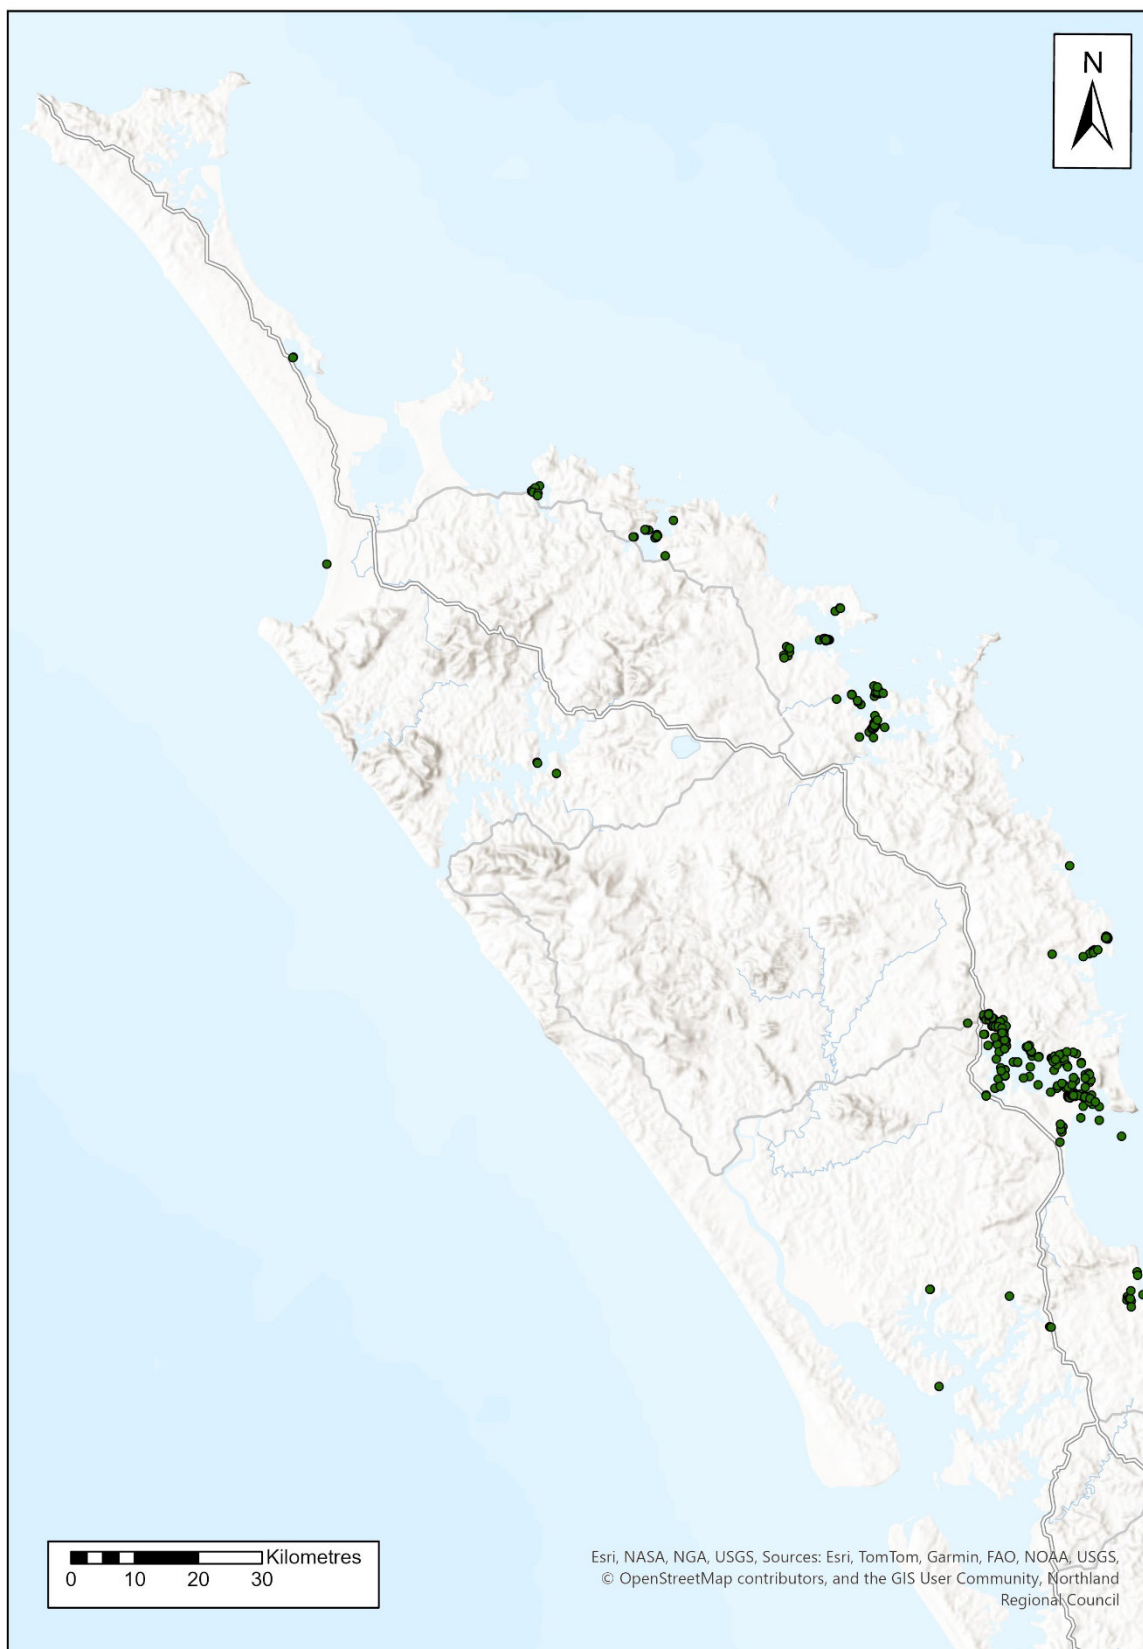 N
Kilometres
0 10 20 30
Esri, NASA, NGA, USGS, Sources: Esri, TomTom, Garmin, FAO, NOAA, USGS,
© OpenStreetMap contributors, and the GIS User Community, Northland
Regional Council